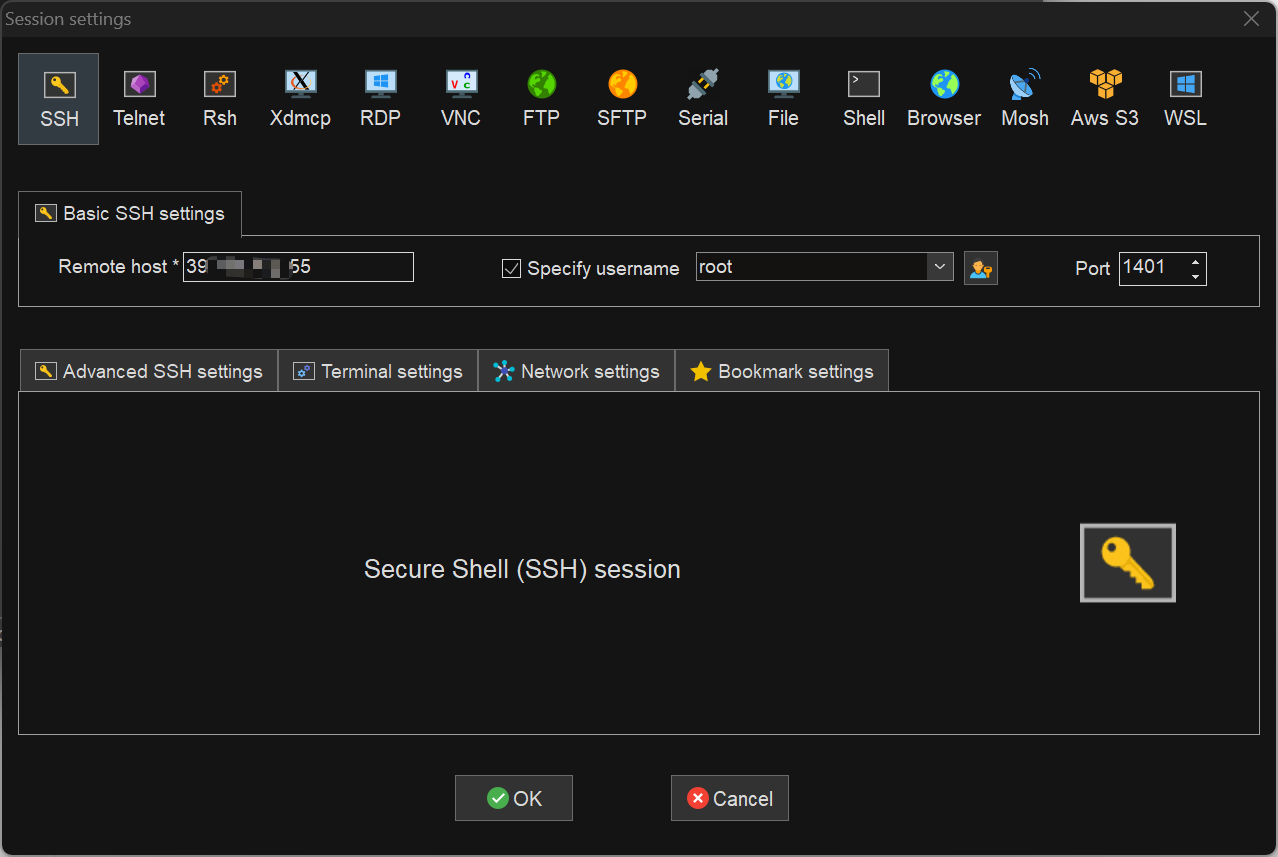 Session settings
SSH Telnet Rsh Xdmcp RDP VNC FTP SFTP Serial File Shell Browser Mosh Aws S3 WSL
Basic SSH settings
Remote host * 39 55 Specify username root Port 1401
Advanced SSH settings Terminal settings Network settings Bookmark settings
Secure Shell (SSH) session
OK Cancel